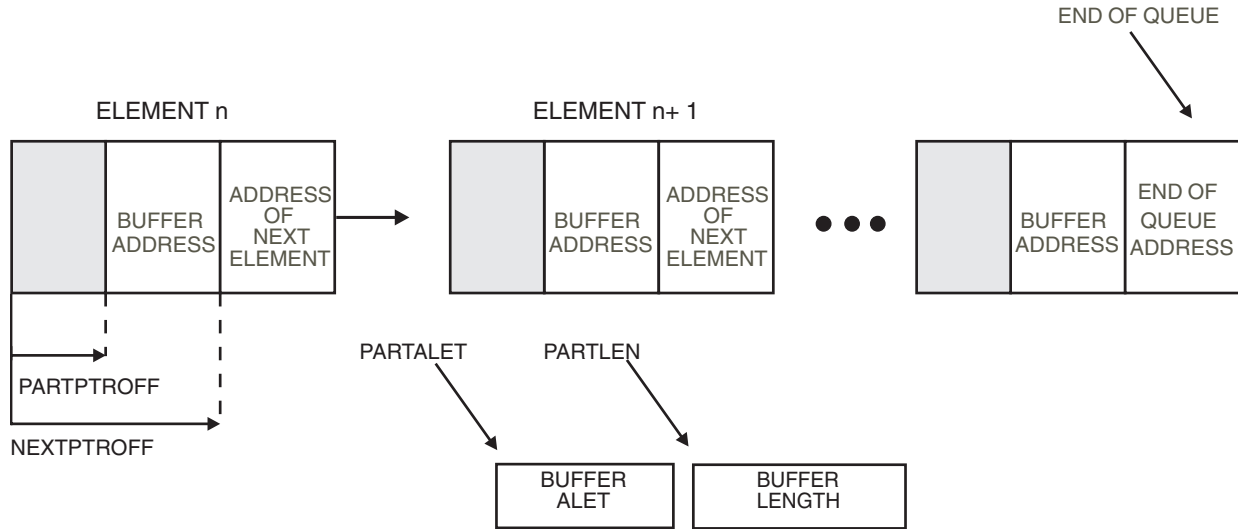 END OF QUEUE
ELEMENT n
ELEMENT n+ 1
BUFFER
ADDRESS
ADDRESS
OF
NEXT
ELEMENT
BUFFER
ADDRESS
ADDRESS
OF
NEXT
ELEMENT
BUFFER
ADDRESS
END OF
QUEUE
ADDRESS
PARTPTROFF
NEXTPTROFF
PARTALET
PARTLEN
BUFFER
ALET
BUFFER
LENGTH